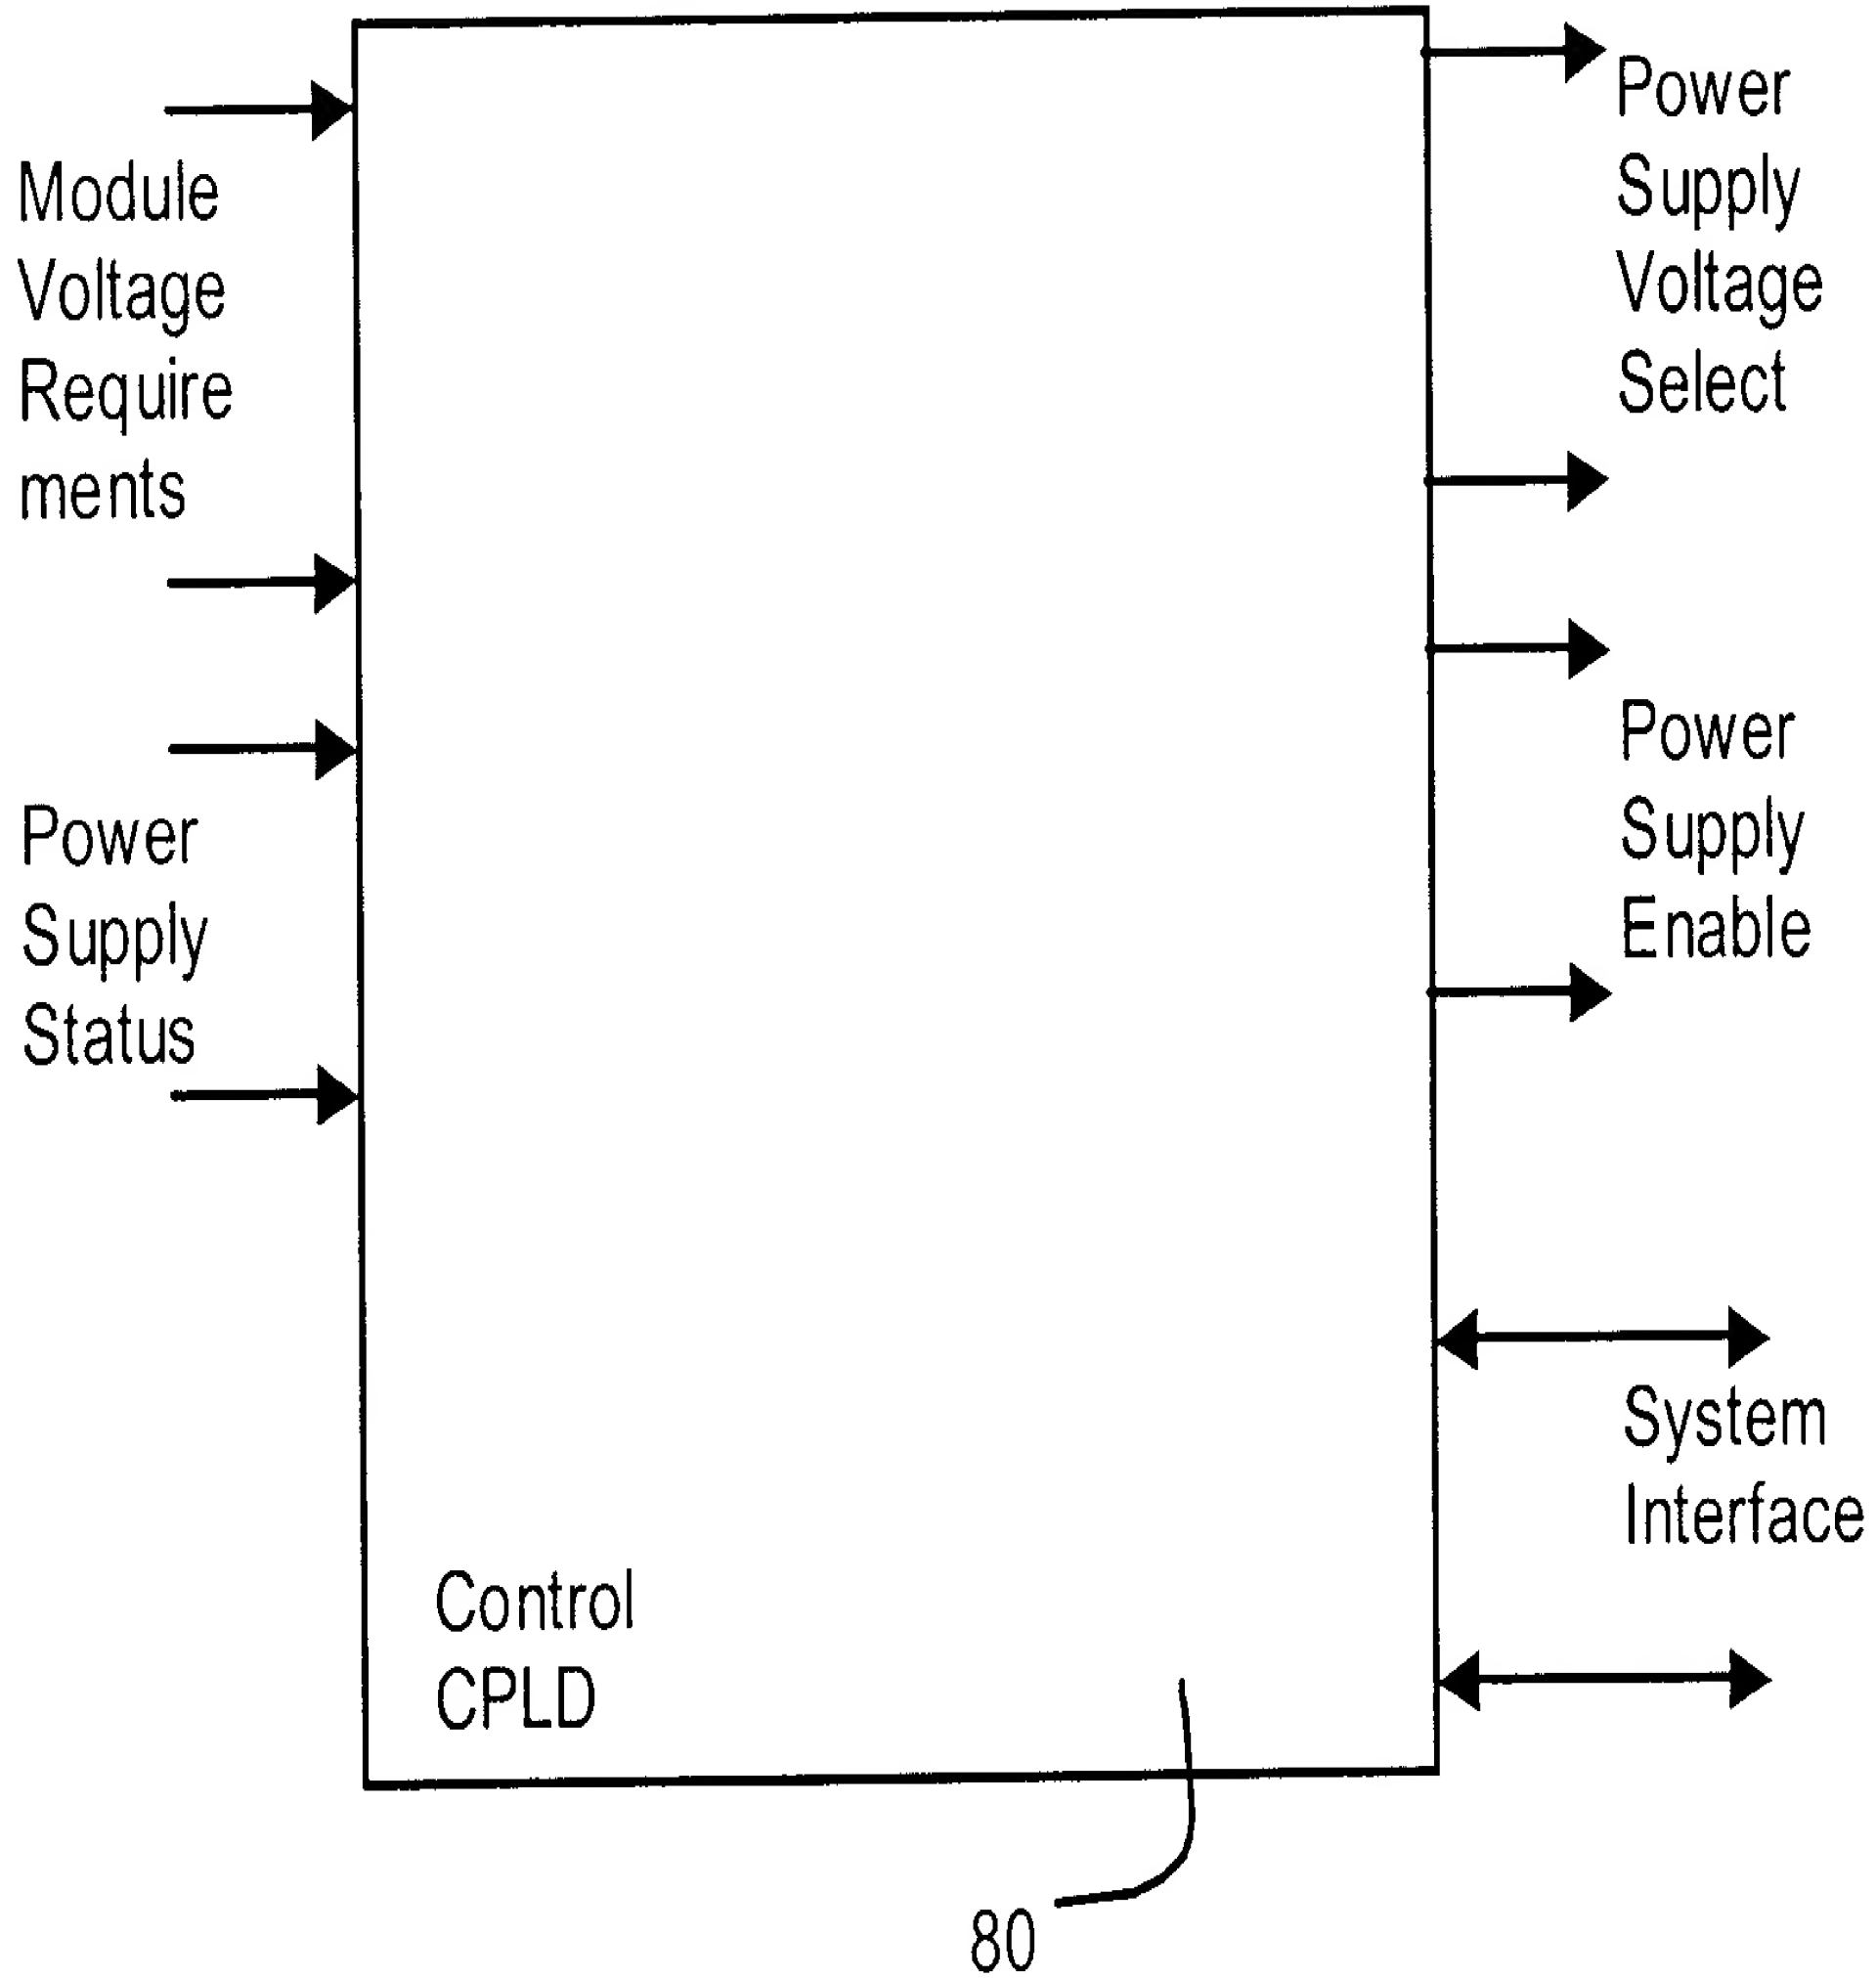 Module
Voltage
Require
ments
Power
Supply
Status
Power
Supply
Voltage
Select
Power
Supply
Enable
System
Interface
Control
CPLD
80